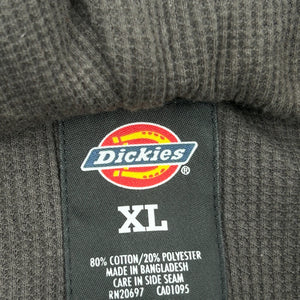 Dickies®
XL
80% COTTON/20% POLYESTER
MADE IN BANGLADESH
CARE IN SIDE SEAM
RN20697 CA01095